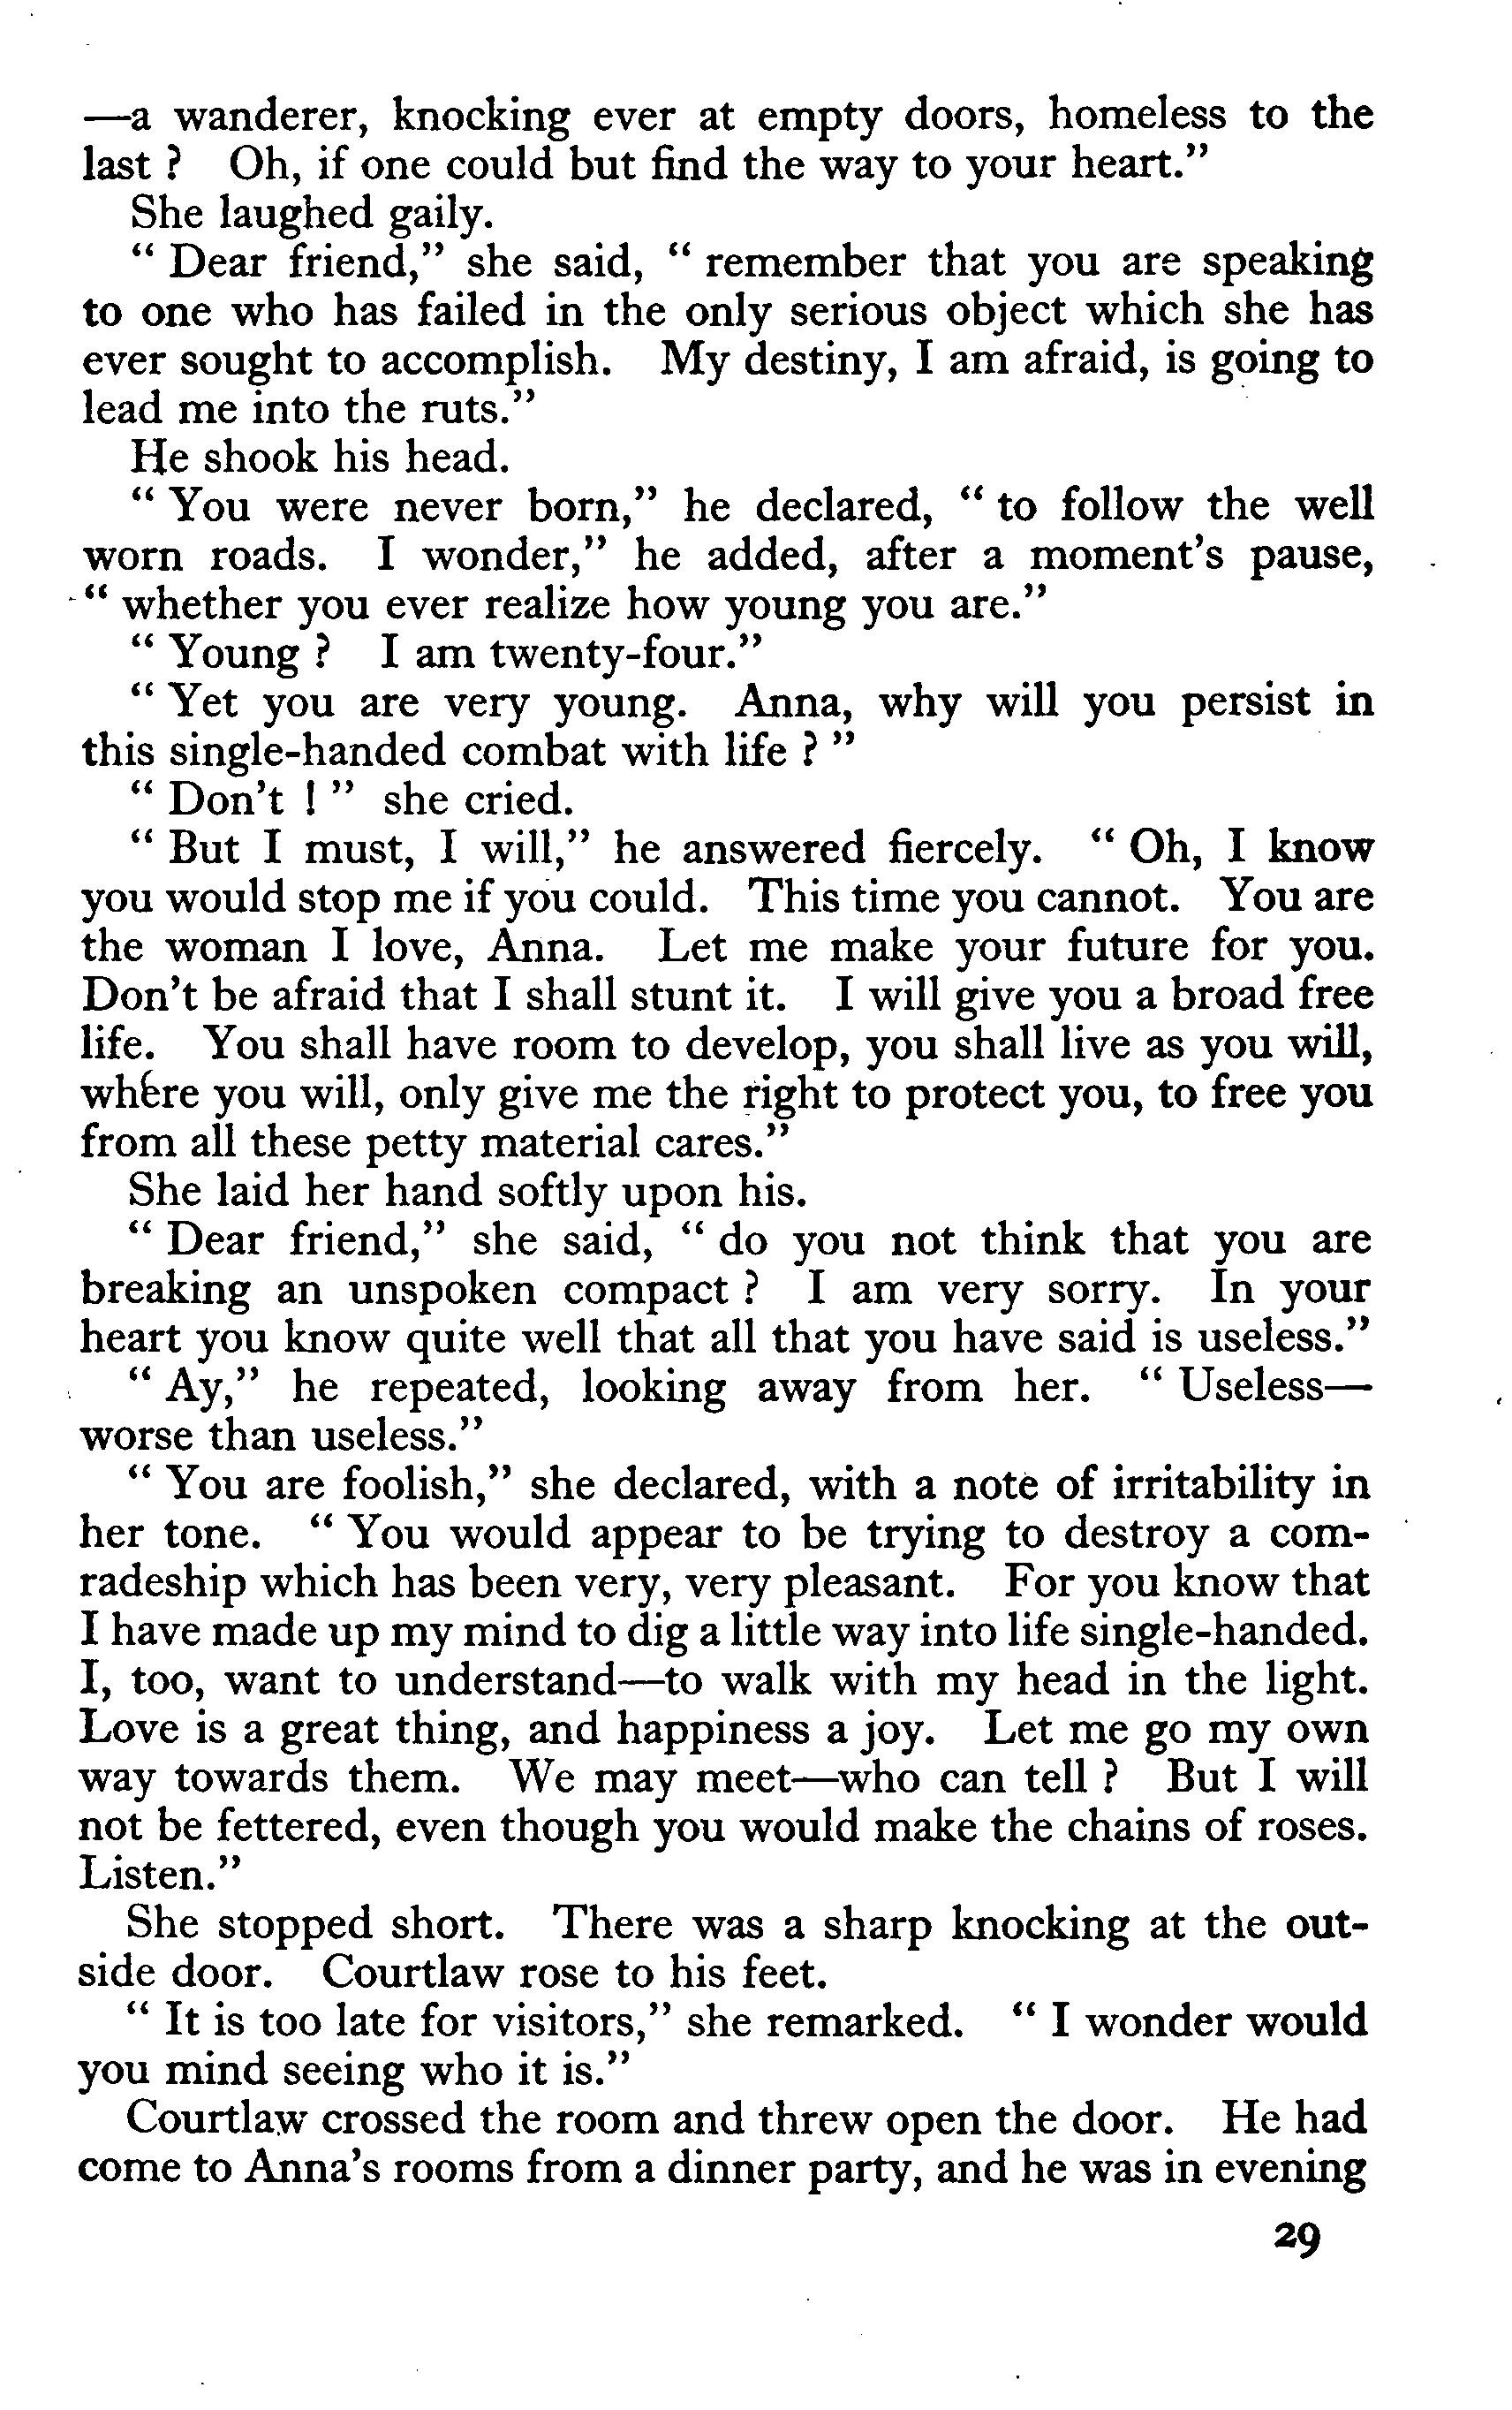 —a wanderer, knocking ever at empty doors, homeless to the
last ? Oh, if one could but find the way to your heart.”
She laughed gaily.
“ Dear friend,” she said, “ remember that you are speaking
to one who has failed in the only serious object which she has
ever sought to accomplish. My destiny, I am afraid, is going to
lead me into the ruts.”
He shook his head.
“ You were never born,” he declared, “ to follow the well
worn roads. I wonder,” he added, after a moment's pause,
“ whether you ever realize how young you are.”
“ Young ? I am twenty-four.”
“ Yet you are very young. Anna, why will you persist in
this single-handed combat with life ? ”
“ Don't ! ” she cried.
“ But I must, I will,” he answered fiercely. “ Oh, I know
you would stop me if you could. This time you cannot. You are
the woman I love, Anna. Let me make your future for you.
Don't be afraid that I shall stunt it. I will give you a broad free
life. You shall have room to develop, you shall live as you will,
where you will, only give me the right to protect you, to free you
from all these petty material cares.”
She laid her hand softly upon his.
“ Dear friend,” she said, “ do you not think that you are
breaking an unspoken compact ? I am very sorry. In your
heart you know quite well that all that you have said is useless.”
“ Ay,” he repeated, looking away from her. “ Useless—
worse than useless.”
“ You are foolish,” she declared, with a note of irritability in
her tone. “ You would appear to be trying to destroy a com-
radeship which has been very, very pleasant. For you know that
I have made up my mind to dig a little way into life single-handed.
I, too, want to understand—to walk with my head in the light.
Love is a great thing, and happiness a joy. Let me go my own
way towards them. We may meet—who can tell ? But I will
not be fettered, even though you would make the chains of roses.
Listen.”
She stopped short. There was a sharp knocking at the out-
side door. Courtlaw rose to his feet.
“ It is too late for visitors,” she remarked. “ I wonder would
you mind seeing who it is.”
Courtlaw crossed the room and threw open the door. He had
come to Anna's rooms from a dinner party, and he was in evening
29